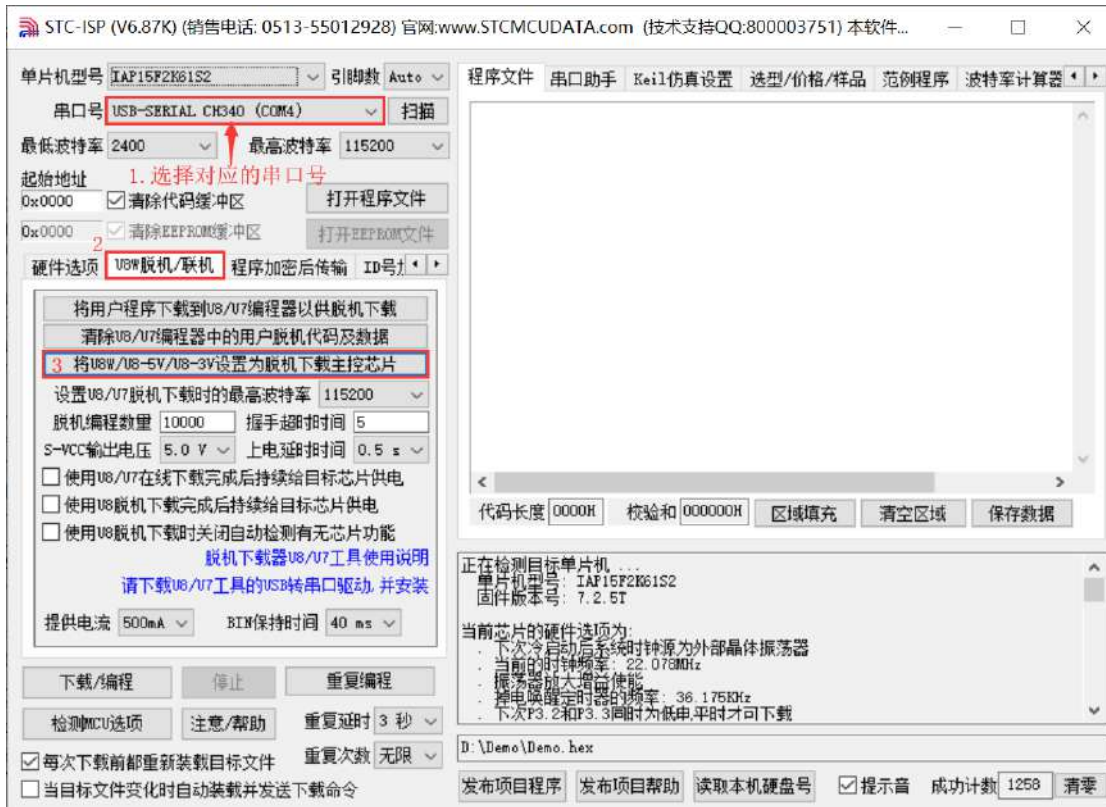 STC-ISP (V6.87K) (销售电话: 0513-55012928) 官网:www.STCMCUDATA.com (技术支持QQ:800003751) 本软件...
单片机型号 IAP15F2K61S2 引脚数 Auto
串口号 USB-SERIAL CH340 (COM4) 扫描
最低波特率 2400 最高波特率 115200
1.选择对应的串口号
起始地址
0x0000 清除代码缓冲区 打开程序文件
0x0000 清除EEPROM缓冲区 打开EEPROM文件
2
硬件选项 U8W脱机/联机 程序加密后传输 ID号
将用户程序下载到U8/U7编程器以供脱机下载
清除U8/U7编程器中的用户脱机代码及数据
3 将U8W/U8-5V/U8-3V设置为脱机下载主控芯片
设置U8/U7脱机下载时的最高波特率 115200
脱机编程数量 10000 握手超时时间 5
S-VCC输出电压 5.0 V 上电延时时间 0.5 s
使用U8/U7在线下载完成后持续给目标芯片供电
使用U8脱机下载完成后持续给目标芯片供电
使用U8脱机下载时关闭自动检测有无芯片功能
脱机下载器U8/U7工具使用说明
请下载U8/U7工具的USB转串口驱动,并安装
提供电流 500mA BIN保持时间 40 ms
下载/编程 停止 重复编程
检测MCU选项 注意/帮助 重复延时 3 秒
每次下载前都重新装载目标文件 重复次数 无限
当目标文件变化时自动装载并发送下载命令
程序文件 串口助手 Keil仿真设置 选型/价格/样品 范例程序 波特率计算器
代码长度 0000H 校验和 000000H 区域填充 清空区域 保存数据
正在检测目标单片机 ...
单片机型号: IAP15F2K61S2
固件版本号: 7.2.5T
当前芯片的硬件选项为:
. 下次冷启动后系统时钟源为外部晶体振荡器
. 当前的时钟频率: 22.078MHz
. 振荡器放大增益使能
. 掉电唤醒定时器的频率: 36.175KHz
. 下次P3.2和P3.3同时为低电平时才可下载
D:\Demo\Demo.hex
发布项目程序 发布项目帮助 读取本机硬盘号 提示音 成功计数 1258 清零